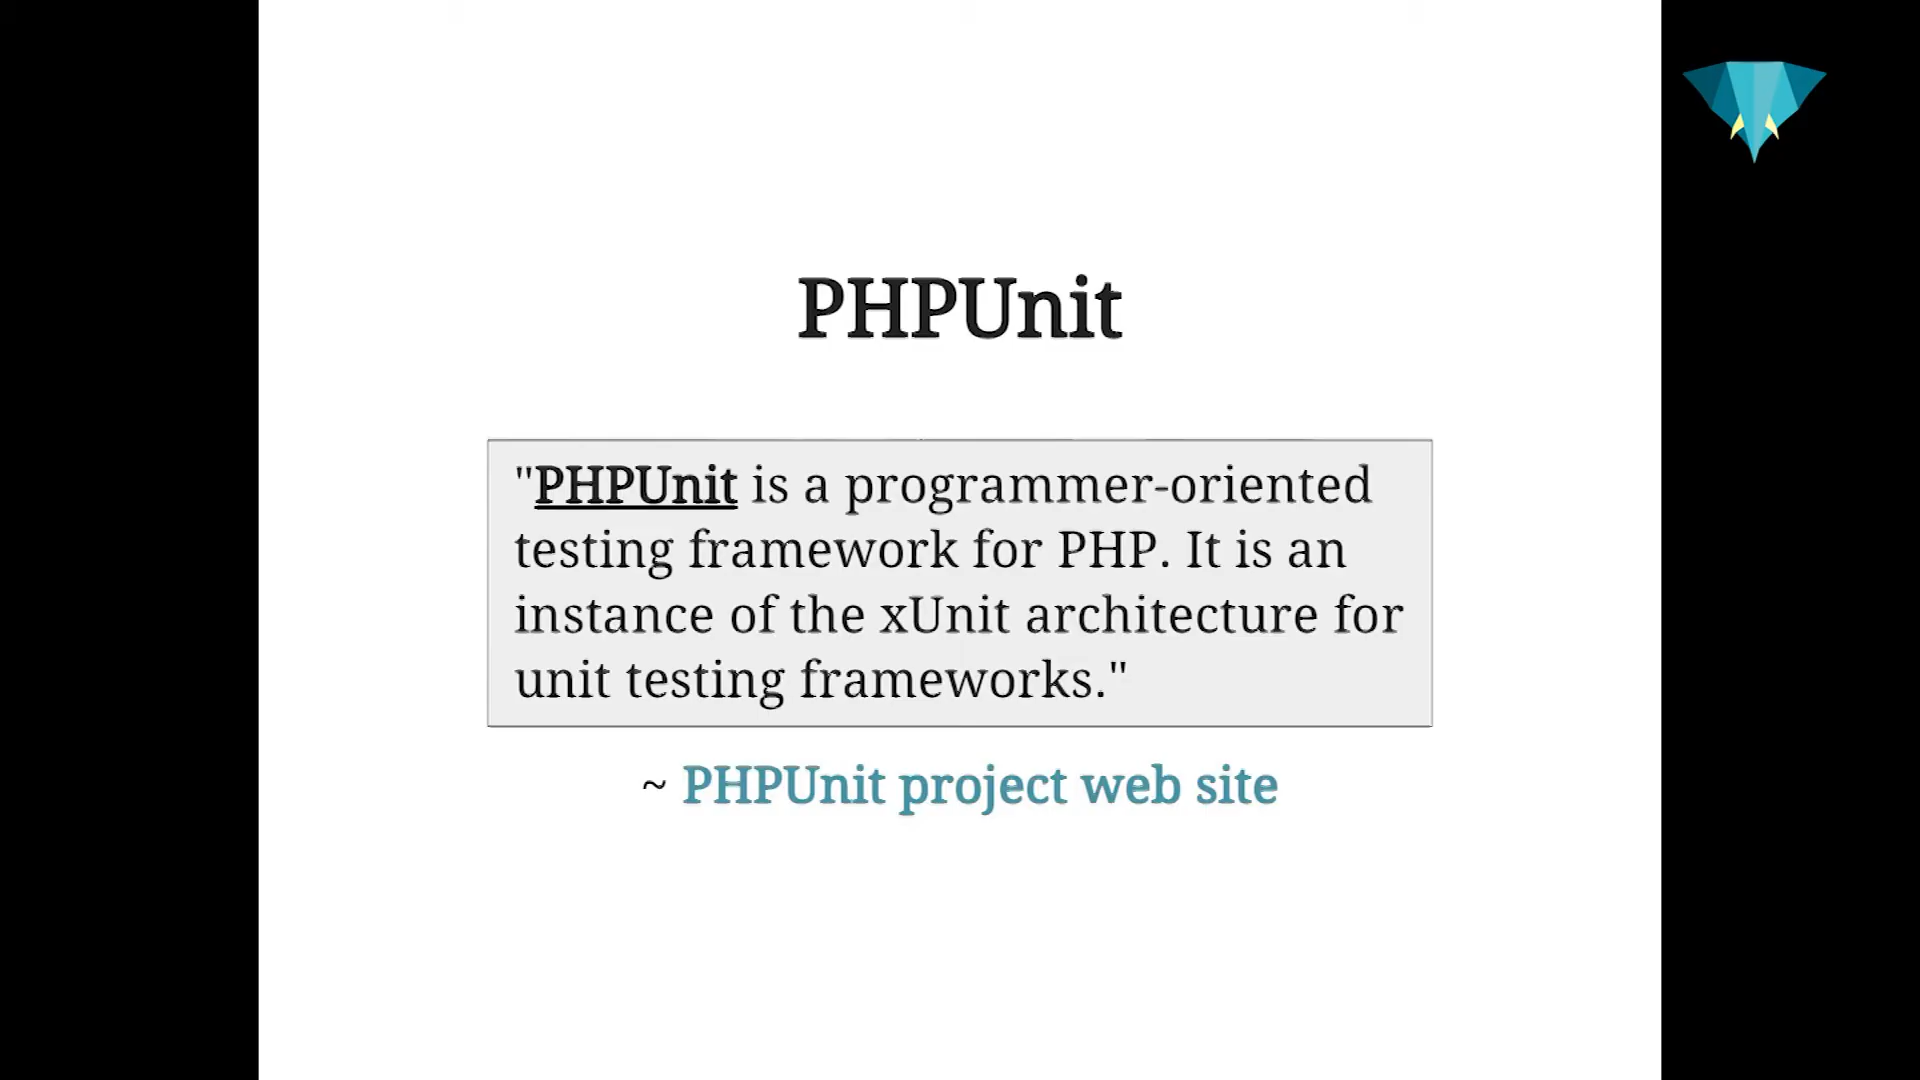 PHPUnit
"PHPUnit is a programmer-oriented
testing framework for PHP. It is an
instance of the xUnit architecture for
unit testing frameworks."
~ PHPUnit project web site